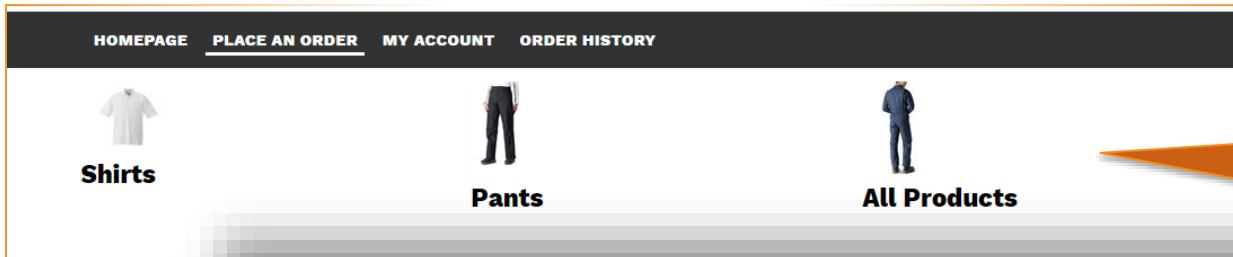 HOMEPAGE PLACE AN ORDER MY ACCOUNT ORDER HISTORY
Shirts
Pants
All Products